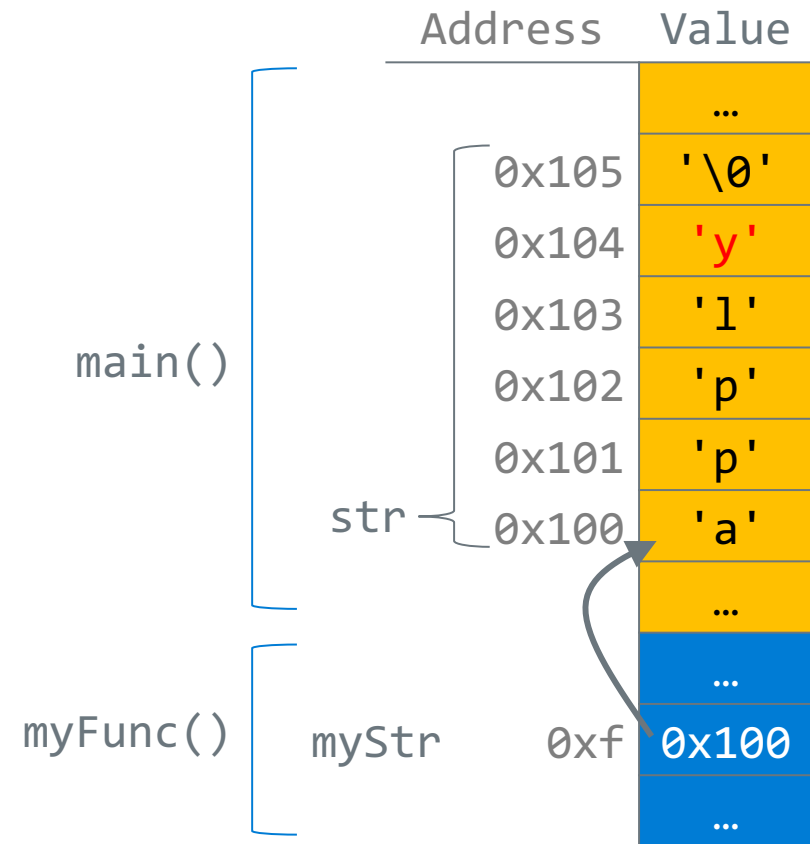 Address Value
…
0x105 '\0'
0x104 'y'
0x103 'l'
main() 0x102 'p'
0x101 'p'
str 0x100 'a'
…
…
myFunc() myStr 0xf 0x100
…